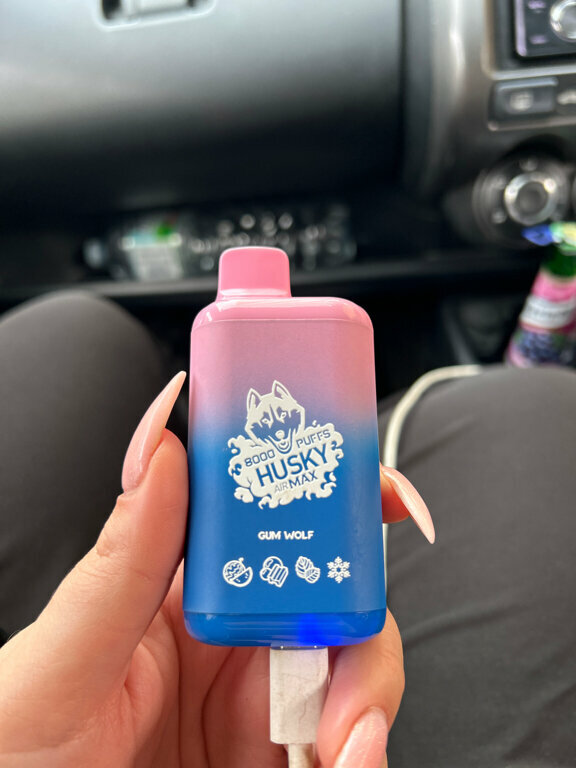 8000 PUFFS
HUSKY
AIR MAX
GUM WOLF